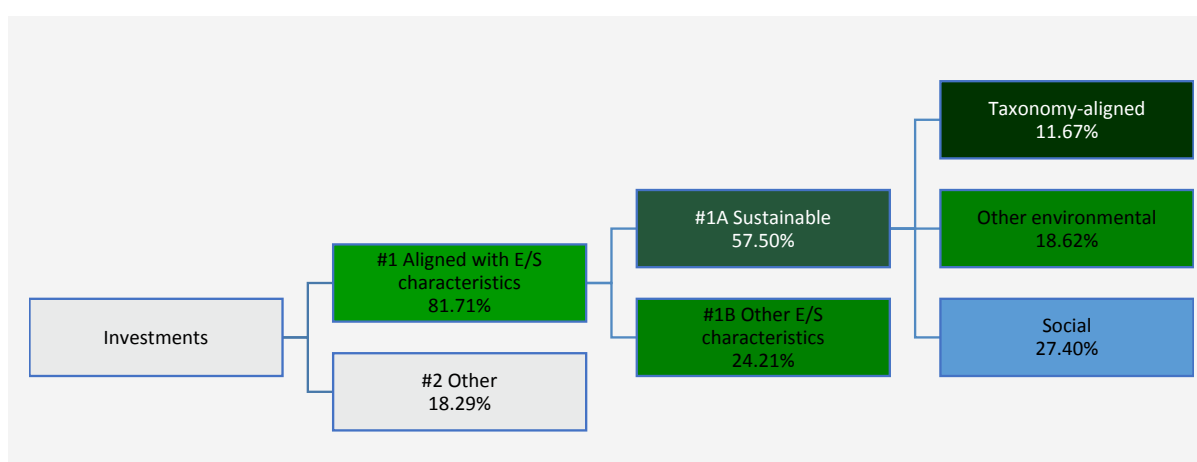 Investments
#1 Aligned with E/S
characteristics
81.71%
#2 Other
18.29%
#1A Sustainable
57.50%
#1B Other E/S
characteristics
24.21%
Taxonomy-aligned
11.67%
Other environmental
18.62%
Social
27.40%